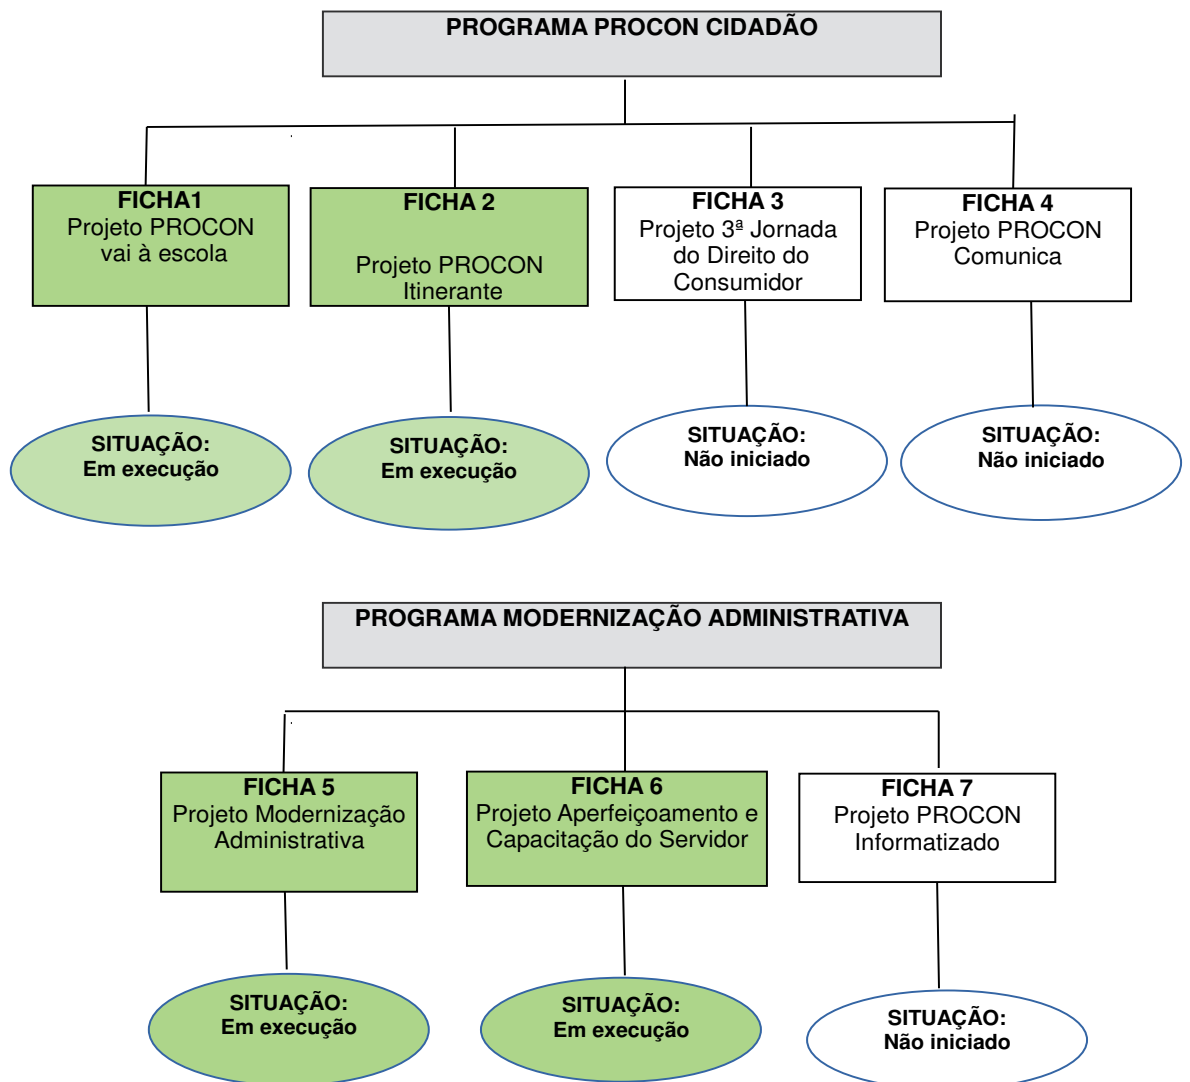 PROGRAMA PROCON CIDADÃO
FICHA1
Projeto PROCON
vai à escola
FICHA 2
Projeto PROCON
Itinerante
FICHA 3
Projeto 3ª Jornada
do Direito do
Consumidor
FICHA 4
Projeto PROCON
Comunica
SITUAÇÃO:
Em execução
SITUAÇÃO:
Em execução
SITUAÇÃO:
Não iniciado
SITUAÇÃO:
Não iniciado
PROGRAMA MODERNIZAÇÃO ADMINISTRATIVA
FICHA 5
Projeto Modernização
Administrativa
FICHA 6
Projeto Aperfeiçoamento e
Capacitação do Servidor
FICHA 7
Projeto PROCON
Informatizado
SITUAÇÃO:
Em execução
SITUAÇÃO:
Em execução
SITUAÇÃO:
Não iniciado